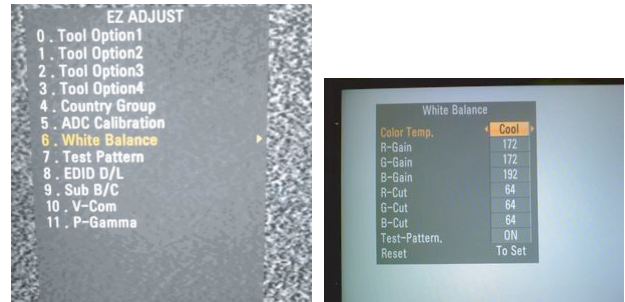 EZ ADJUST
0 . Tool Option1
1 . Tool Option2
2 . Tool Option3
3 . Tool Option4
4 . Country Group
5 . ADC Calibration
6 . White Balance
7 . Test Pattern
8 . EDID D/L
9 . Sub B/C
10 . V-Com
11 . P-Gamma
White Balance
Color Temp. Cool
R-Gain 172
G-Gain 172
B-Gain 192
R-Cut 64
G-Cut 64
B-Cut 64
Test-Pattern. ON
Reset To Set